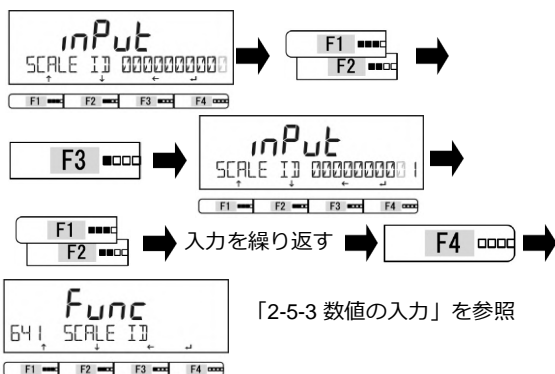 inPut
SCALE ID 0000000000
↑ ↓ ← ↵
F1 F2 F3 F4
F1
F2
F3
inPut
SCALE ID 0000000001
↑ ↓ ← ↵
F1 F2 F3 F4
F1
F2
入力を繰り返す
F4
Func
641 SCALE ID
↑ ↓ ← ↵
「2-5-3 数値の入力」を参照
F1 F2 F3 F4